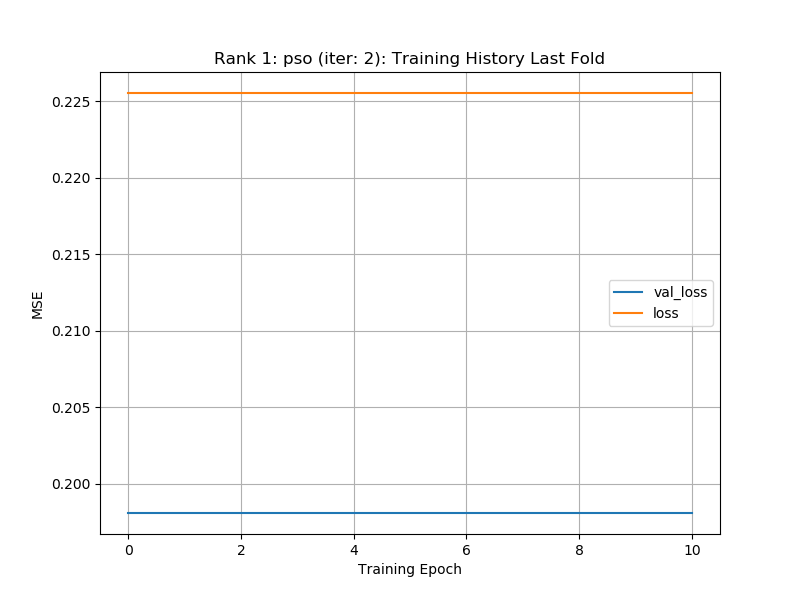 Rank 1: pso (iter: 2): Training History Last Fold
0.225
0.220
0.215
0.210
0.205
0.200
MSE
val_loss
loss
0 2 4 6 8 10
Training Epoch